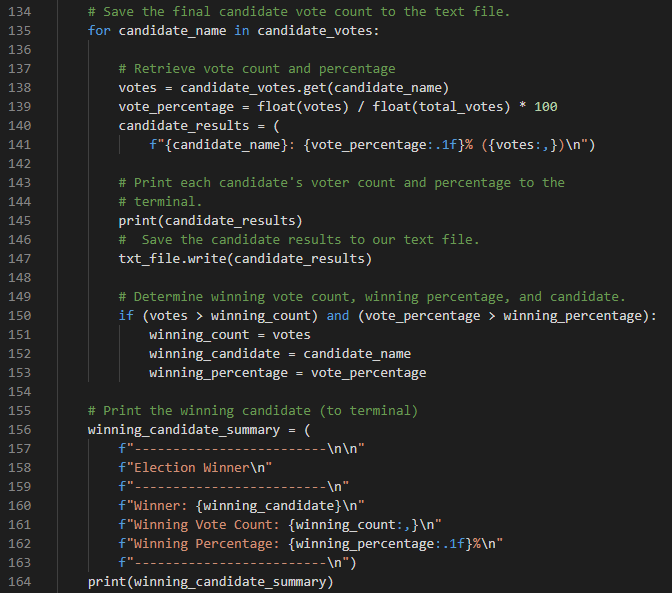 134 # Save the final candidate vote count to the text file.
135 for candidate_name in candidate_votes:
136
137 # Retrieve vote count and percentage
138 votes = candidate_votes.get(candidate_name)
139 vote_percentage = float(votes) / float(total_votes) * 100
140 candidate_results = (
141 f"{candidate_name}: {vote_percentage:.1f}% ({votes:,})\n")
142
143 # Print each candidate's voter count and percentage to the
144 # terminal.
145 print(candidate_results)
146 #  Save the candidate results to our text file.
147 txt_file.write(candidate_results)
148
149 # Determine winning vote count, winning percentage, and candidate.
150 if (votes > winning_count) and (vote_percentage > winning_percentage):
151 winning_count = votes
152 winning_candidate = candidate_name
153 winning_percentage = vote_percentage
154
155 # Print the winning candidate (to terminal)
156 winning_candidate_summary = (
157 f"-------------------------\n\n"
158 f"Election Winner\n"
159 f"-------------------------\n"
160 f"Winner: {winning_candidate}\n"
161 f"Winning Vote Count: {winning_count:,}\n"
162 f"Winning Percentage: {winning_percentage:.1f}%\n"
163 f"-------------------------\n")
164 print(winning_candidate_summary)